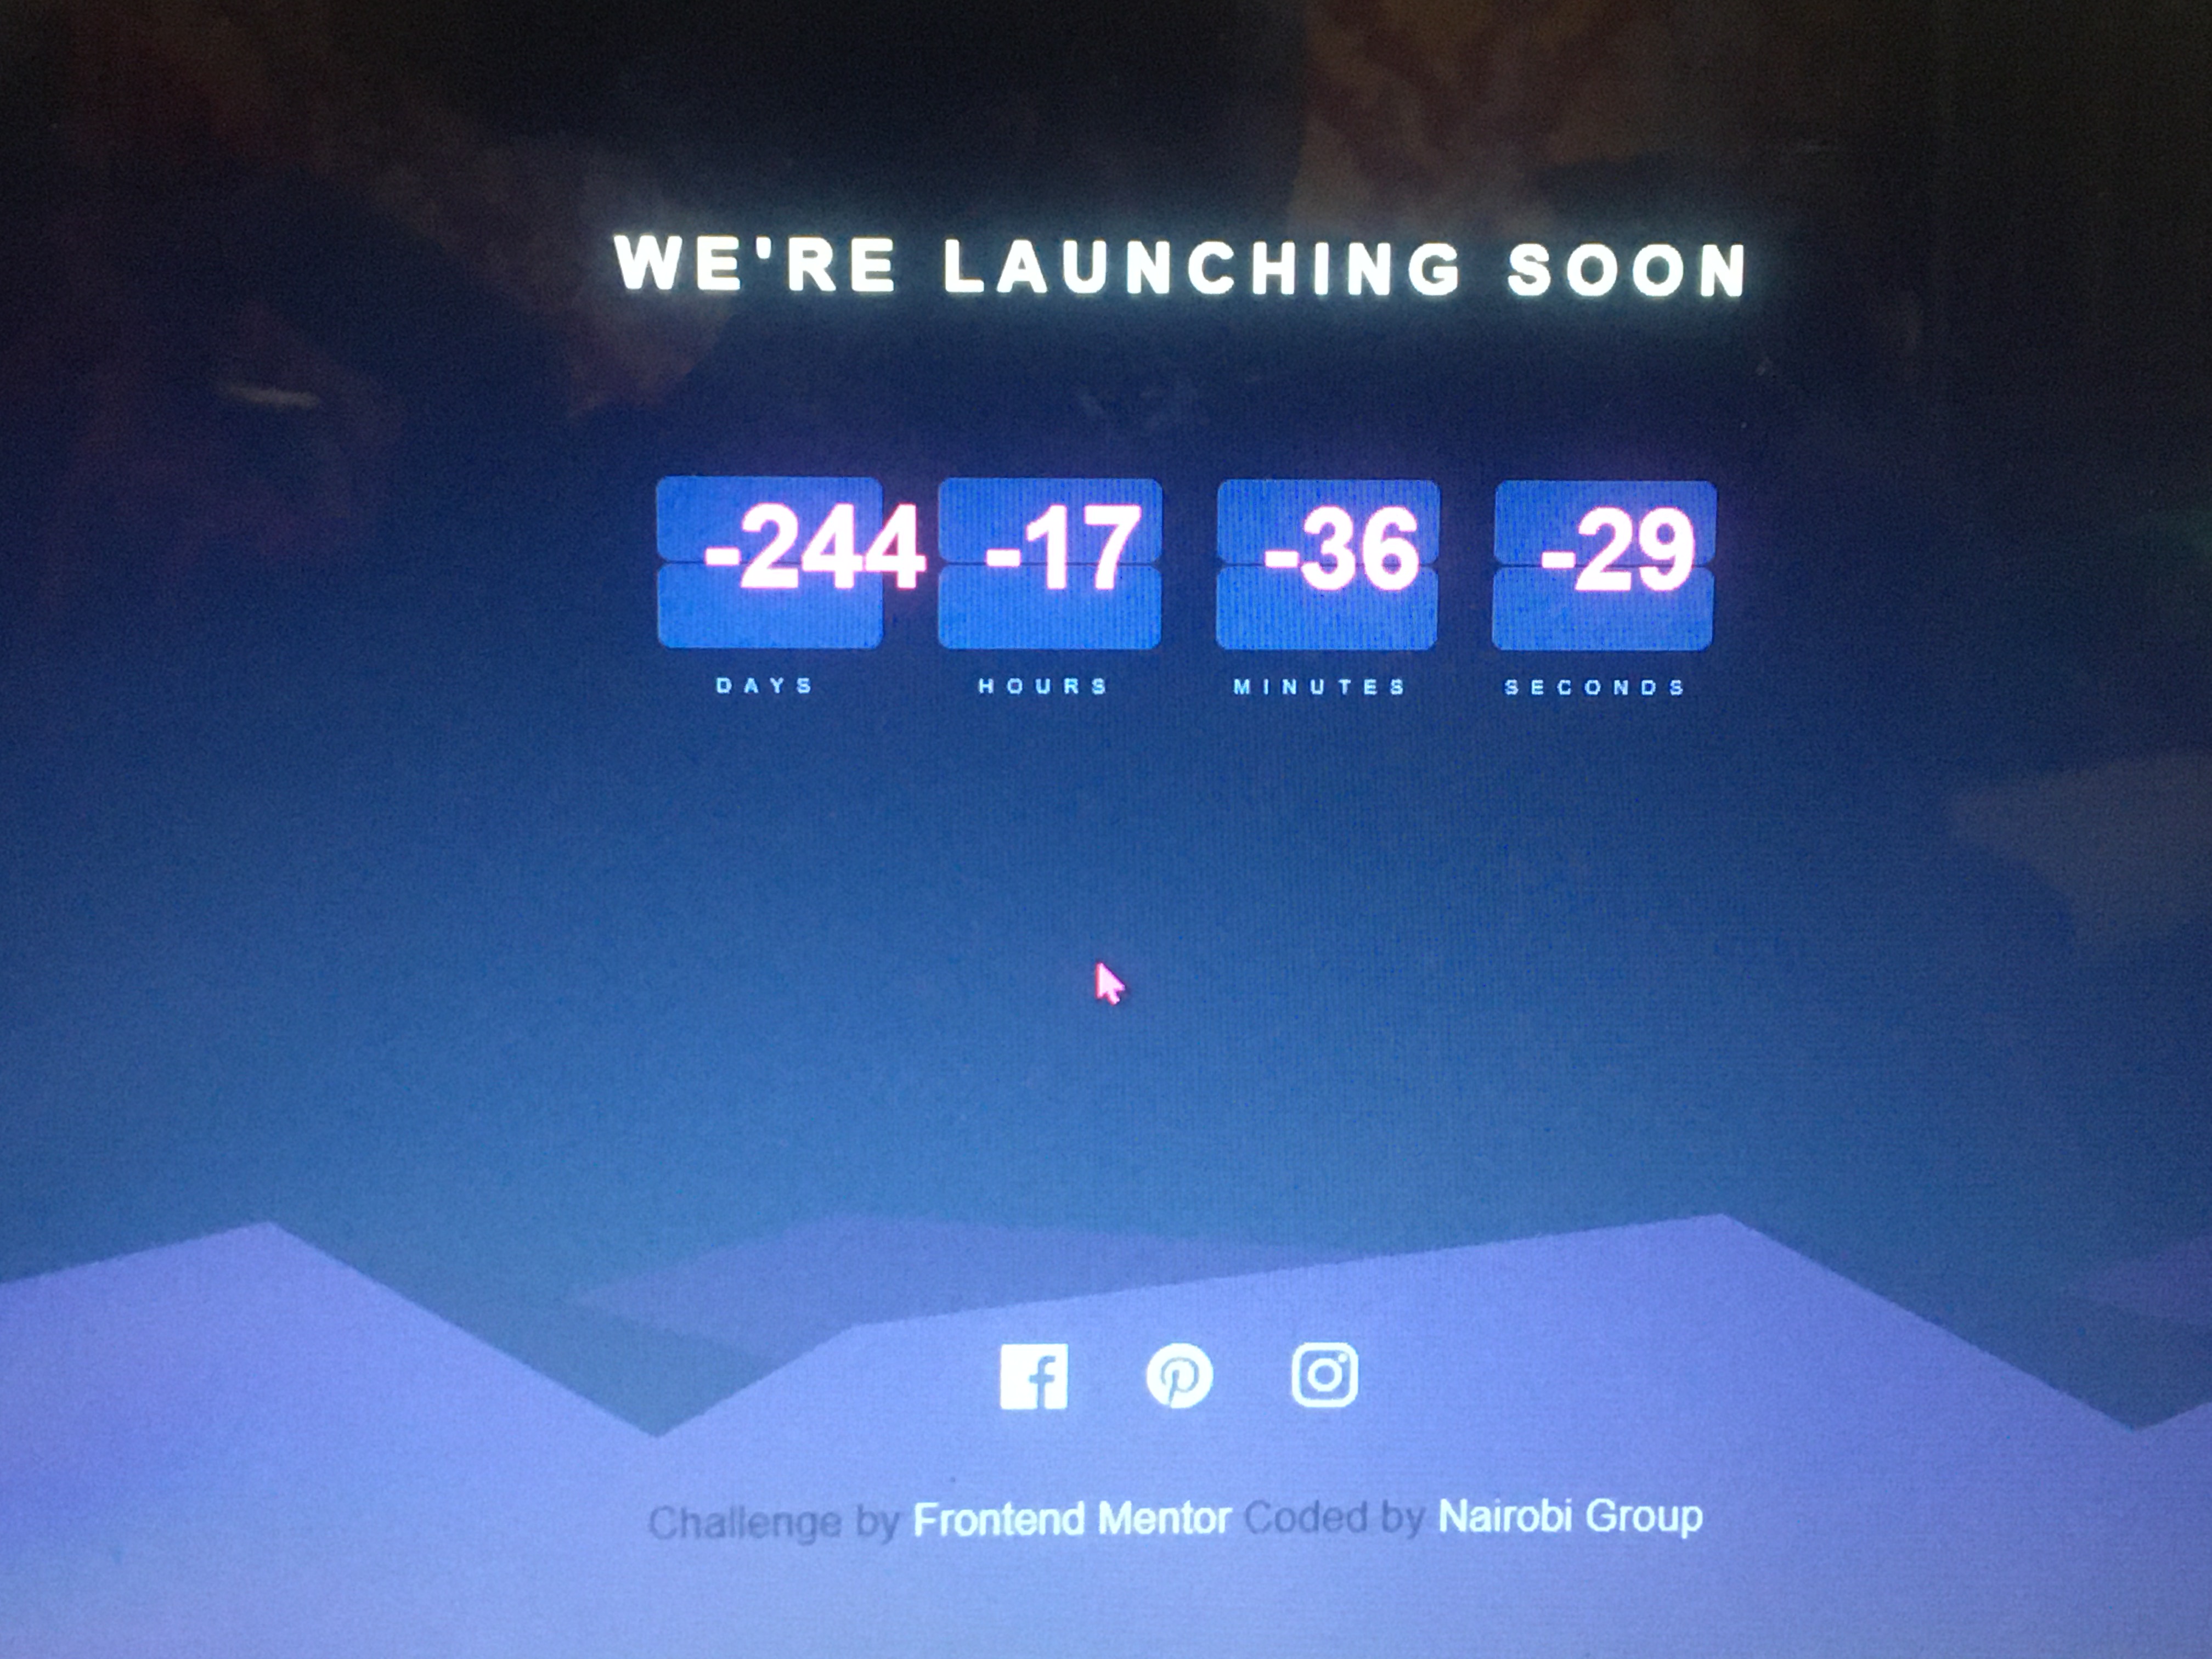 WE'RE LAUNCHING SOON
-244 -17 -36 -29
DAYS HOURS MINUTES SECONDS
Challenge by Frontend Mentor Coded by Nairobi Group